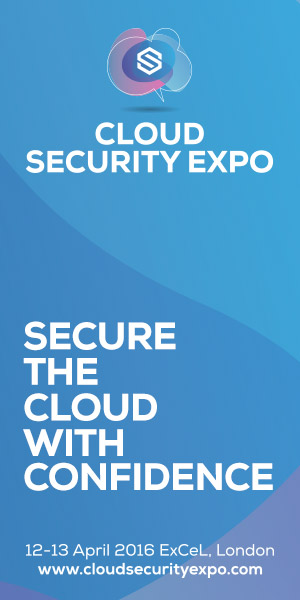 CLOUD
SECURITY EXPO
SECURE
THE
CLOUD
WITH
CONFIDENCE
12-13 April 2016 ExCeL, London
www.cloudsecurityexpo.com